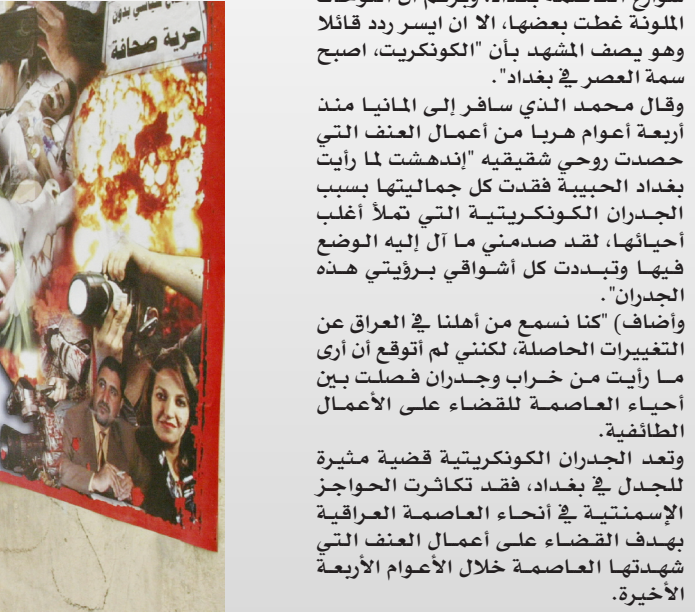 شوارع العاصمة بغداد، وبرغم ان اللوحات
الملونة غطت بعضها، الا ان ايسر ردد قائلا
وهو يصف المشهد بأن "الكونكريت، اصبح
سمة العصر في بغداد".
وقال محمد الذي سافر إلى المانيا منذ
أربعة أعوام هربا من أعمال العنف التي
حصدت روحي شقيقيه "إندهشت لما رأيت
بغداد الحبيبة فقدت كل جماليتها بسبب
الجدران الكونكريتية التي تملأ أغلب
أحيائها، لقد صدمني ما آل إليه الوضع
فيها وتبددت كل أشواقي برؤيتي هذه
الجدران".
وأضاف) "كنا نسمع من أهلنا في العراق عن
التغييرات الحاصلة، لكنني لم أتوقع أن أرى
ما رأيت من خراب وجدران فصلت بين
أحياء العاصمة للقضاء على الأعمال
الطائفية.
وتعد الجدران الكونكريتية قضية مثيرة
للجدل في بغداد، فقد تكاثرت الحواجز
الإسمنتية في أنحاء العاصمة العراقية
بهدف القضاء على أعمال العنف التي
شهدتها العاصمة خلال الأعوام الأربعة
الأخيرة.
سياسي بدون
حرية صحافة